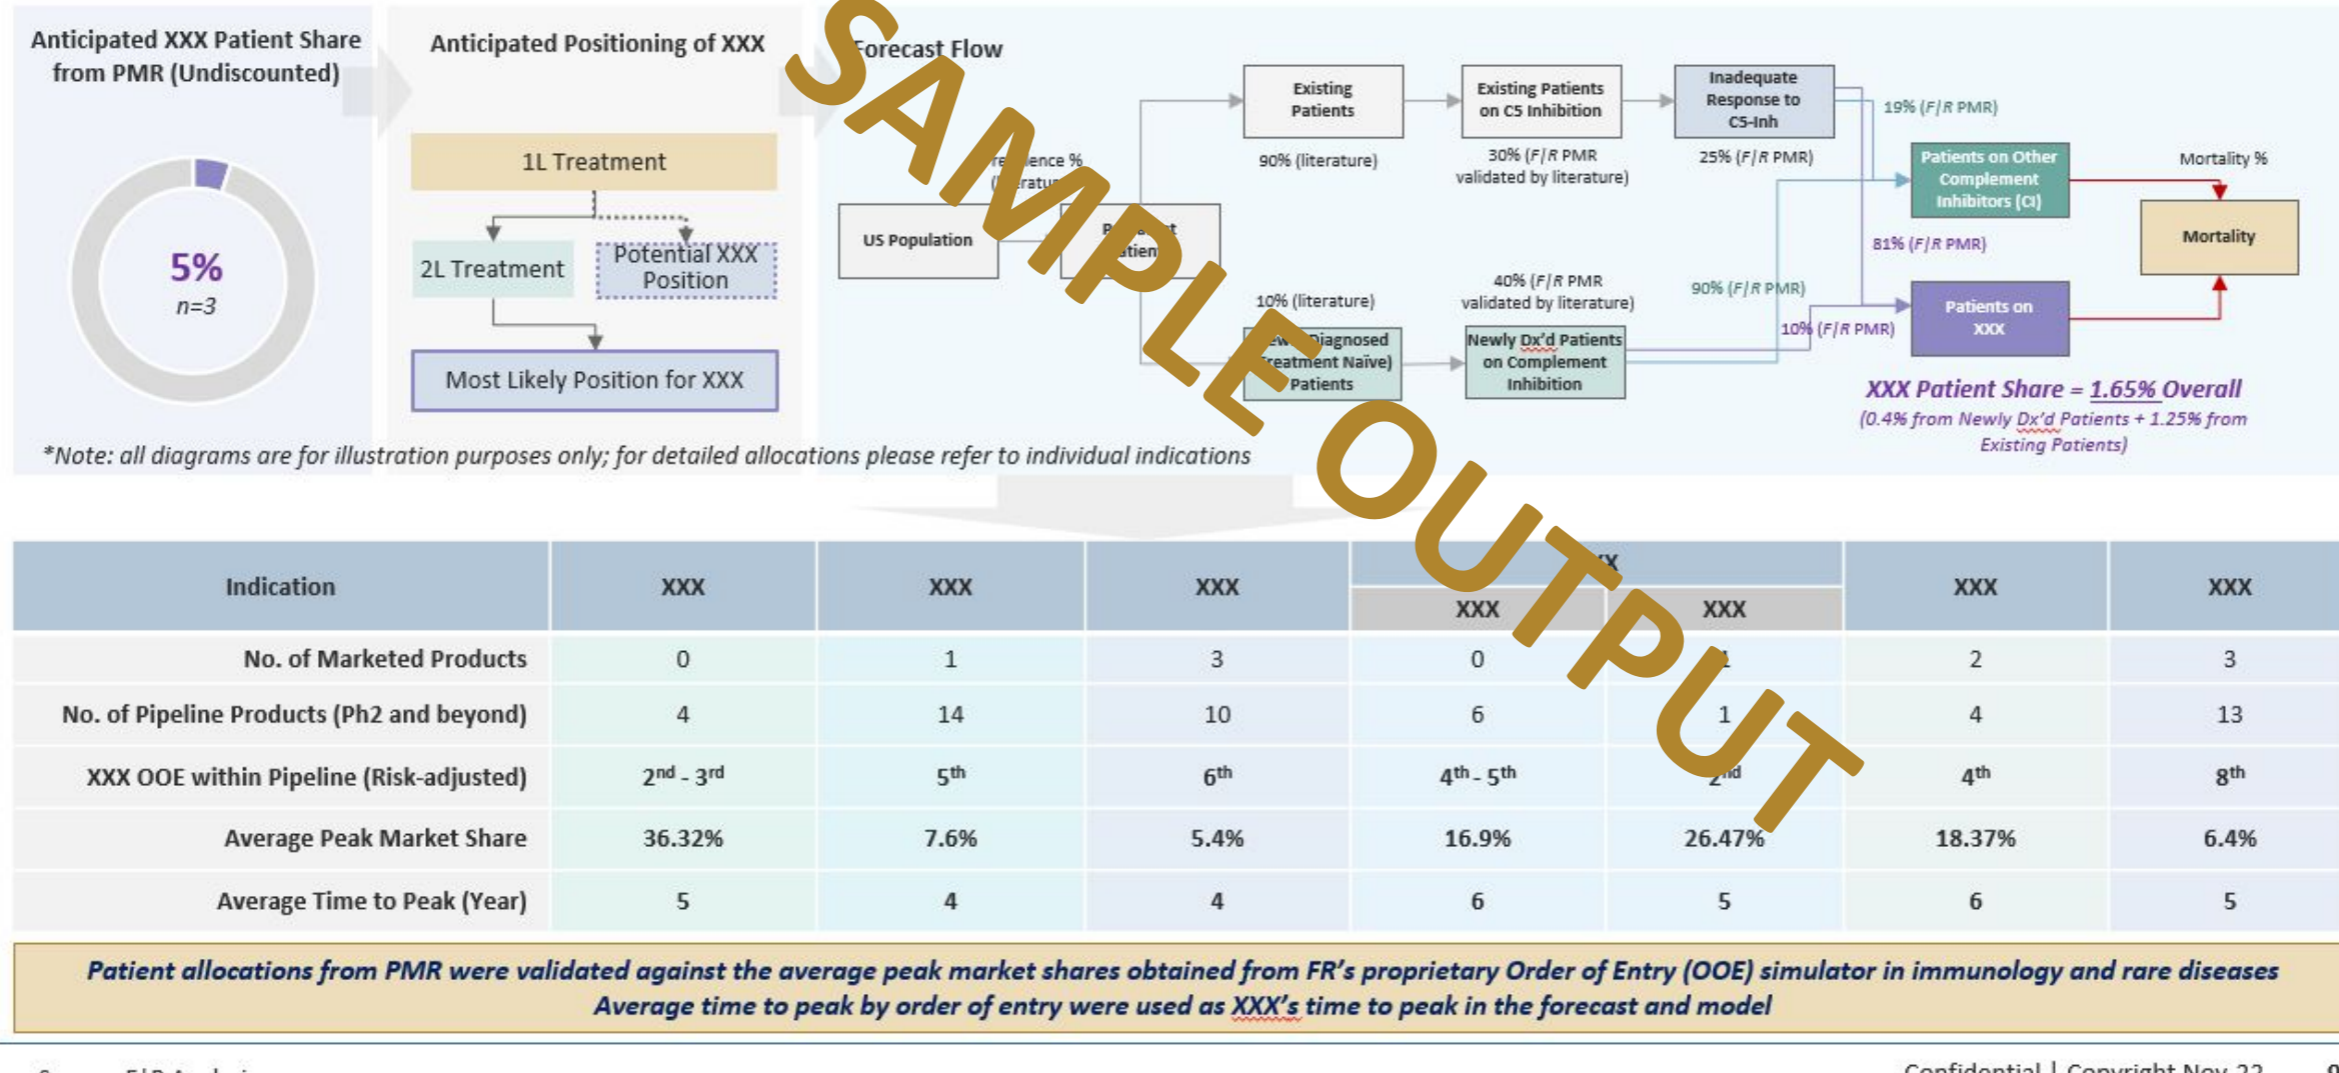 Anticipated XXX Patient Share
from PMR (Undiscounted)
5%
n=3
Anticipated Positioning of XXX
1L Treatment
2L Treatment
Potential XXX
Position
Most Likely Position for XXX
Forecast Flow
US Population
Existing
Patients
90% (literature)
Existing Patients
on C5 Inhibition
30% (F/R PMR
validated by literature)
Inadequate
Response to
C5-Inh
25% (F/R PMR)
19% (F/R PMR)
Patients on Other
Complement
Inhibitors (CI)
Mortality %
Mortality
81% (F/R PMR)
10% (literature)
Diagnosed
Naïve)
Patients
40% (F/R PMR
validated by literature)
Newly Dx'd Patients
on Complement
Inhibition
90% (F/R PMR)
10% (F/R PMR)
Patients on
XXX
XXX Patient Share = 1.65% Overall
(0.4% from Newly Dx'd Patients + 1.25% from
Existing Patients)
*Note: all diagrams are for illustration purposes only; for detailed allocations please refer to individual indications
SAMPLE OUTPUT
Indication XXX XXX XXX XXX XXX
XXX XXX
No. of Marketed Products 0 1 3 0 2 3
No. of Pipeline Products (Ph2 and beyond) 4 14 10 6 1 4 13
XXX OOE within Pipeline (Risk-adjusted) 2nd - 3rd 5th 6th 4th - 5th 2nd 4th 8th
Average Peak Market Share 36.32% 7.6% 5.4% 16.9% 26.47% 18.37% 6.4%
Average Time to Peak (Year) 5 4 4 6 5 6 5
Patient allocations from PMR were validated against the average peak market shares obtained from FR's proprietary Order of Entry (OOE) simulator in immunology and rare diseases
Average time to peak by order of entry were used as XXX's time to peak in the forecast and model
Confidential | Copyright Nov-22